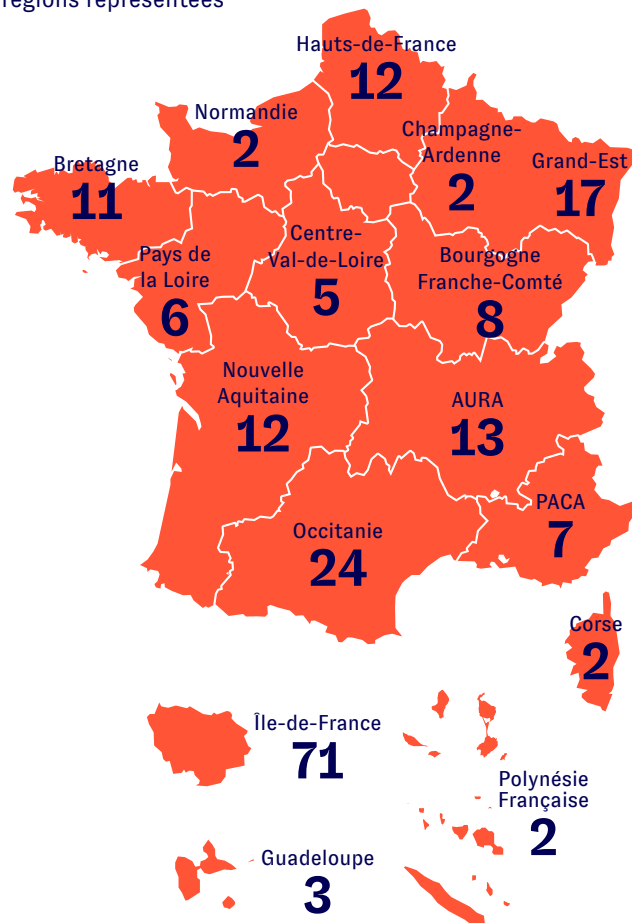 régions représentées
Hauts-de-France
12
Normandie
2
Champagne-
Ardenne
2
Grand-Est
17
Bretagne
11
Centre-
Val-de-Loire
5
Pays de
la Loire
6
Bourgogne
Franche-Comté
8
Nouvelle
Aquitaine
12
AURA
13
PACA
7
Occitanie
24
Corse
2
Île-de-France
71
Polynésie
Française
2
Guadeloupe
3